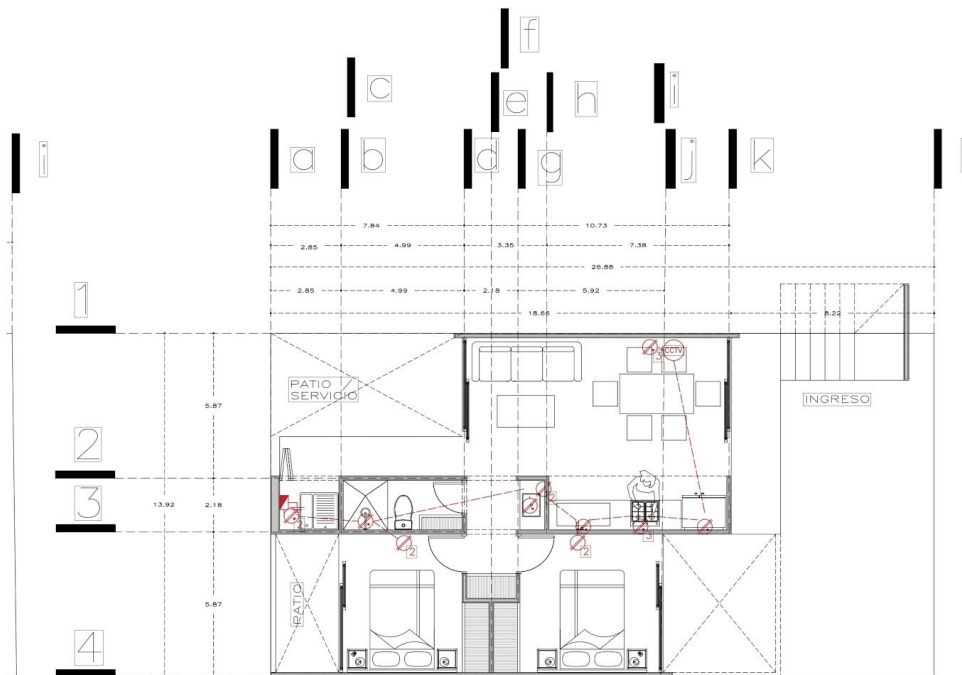 f
c
e
h
i
i
a
b
d
g
j
k
7.84
10.73
2.85
4.99
3.35
7.38
26.88
2.85
4.99
2.18
5.92
18.66
8.22
1
PATIO
SERVICIO
3
CCTV
INGRESO
5.87
2
3
13.92
2.18
2
2
3
PATIO
5.87
4